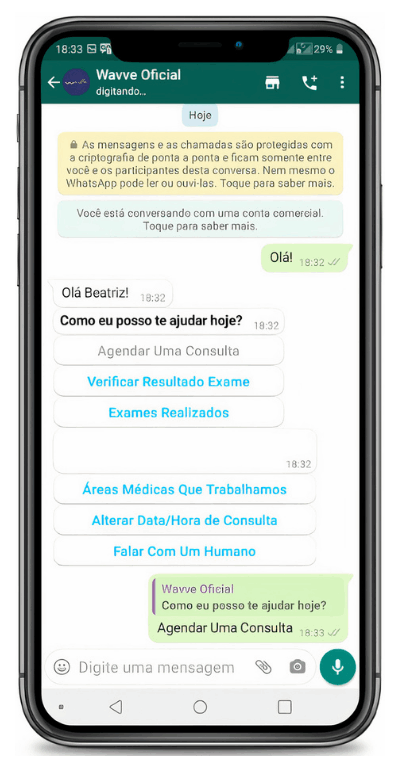 18:33 29%
Wavve Oficial
digitando...
Hoje
As mensagens e as chamadas são protegidas com
a criptografia de ponta a ponta e ficam somente entre
você e os participantes desta conversa. Nem mesmo o
WhatsApp pode ler ou ouvi-las. Toque para saber mais.
Você está conversando com uma conta comercial.
Toque para saber mais.
Olá! 18:32
Olá Beatriz! 18:32
Como eu posso te ajudar hoje? 18:32
Agendar Uma Consulta
Verificar Resultado Exame
Exames Realizados
18:32
Áreas Médicas Que Trabalhamos
Alterar Data/Hora de Consulta
Falar Com Um Humano
Wavve Oficial
Como eu posso te ajudar hoje?
Agendar Uma Consulta 18:33
Digite uma mensagem